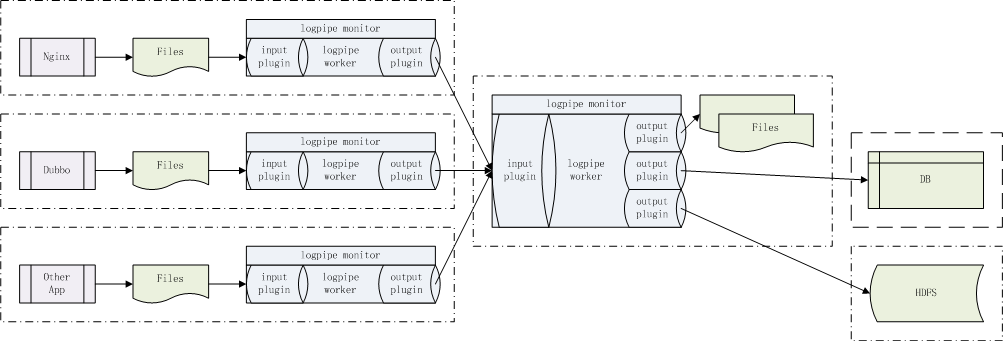 logpipe monitor
Nginx
Files
input
plugin
logpipe
worker
output
plugin
logpipe monitor
Dubbo
Files
input
plugin
logpipe
worker
output
plugin
logpipe monitor
Other
App
Files
input
plugin
logpipe
worker
output
plugin
logpipe monitor
input
plugin
logpipe
worker
output
plugin
output
plugin
output
plugin
Files
DB
HDFS